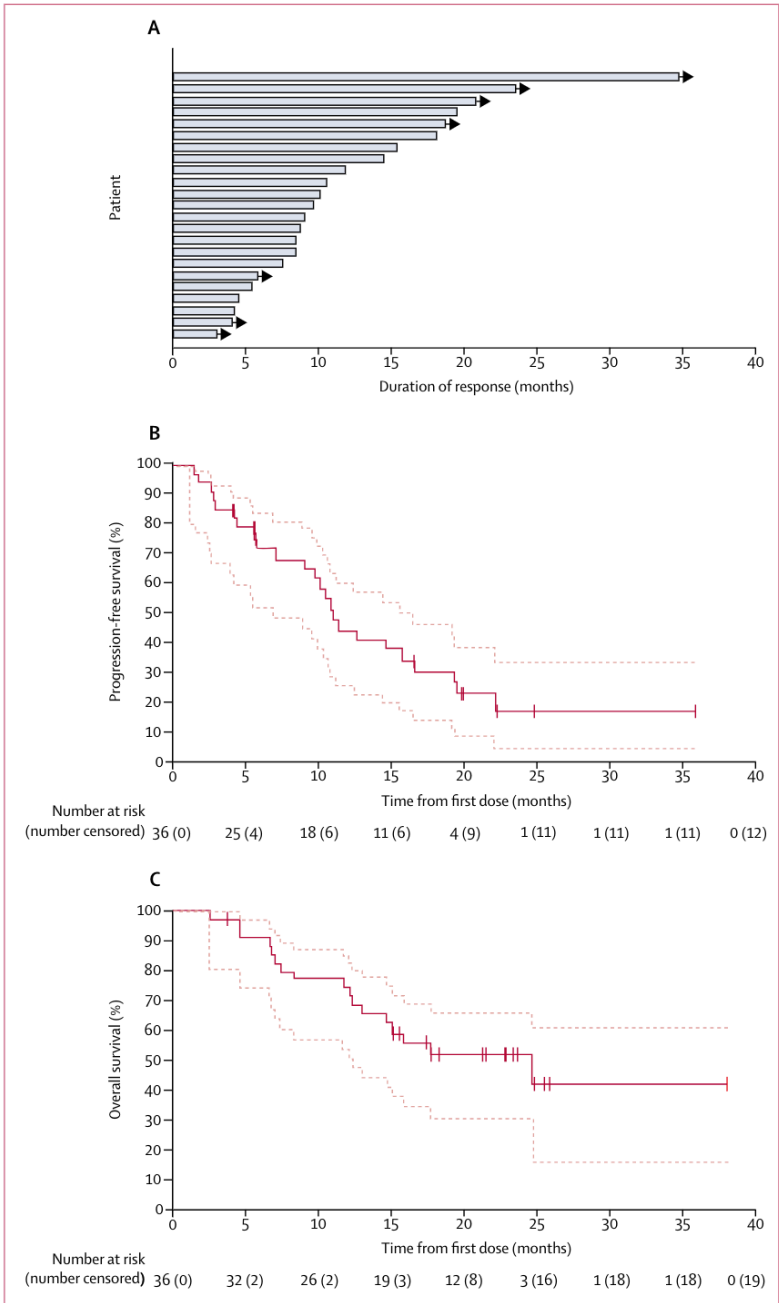 A
Patient
0 5 10 15 20 25 30 35 40
Duration of response (months)
B
Progression-free survival (%)
100
90
80
70
60
50
40
30
20
10
0
0 5 10 15 20 25 30 35 40
Time from first dose (months)
Number at risk
(number censored) 36 (0) 25 (4) 18 (6) 11 (6) 4 (9) 1 (11) 1 (11) 1 (11) 0 (12)
C
Overall survival (%)
100
90
80
70
60
50
40
30
20
10
0
0 5 10 15 20 25 30 35 40
Time from first dose (months)
Number at risk
(number censored) 36 (0) 32 (2) 26 (2) 19 (3) 12 (8) 3 (16) 1 (18) 1 (18) 0 (19)